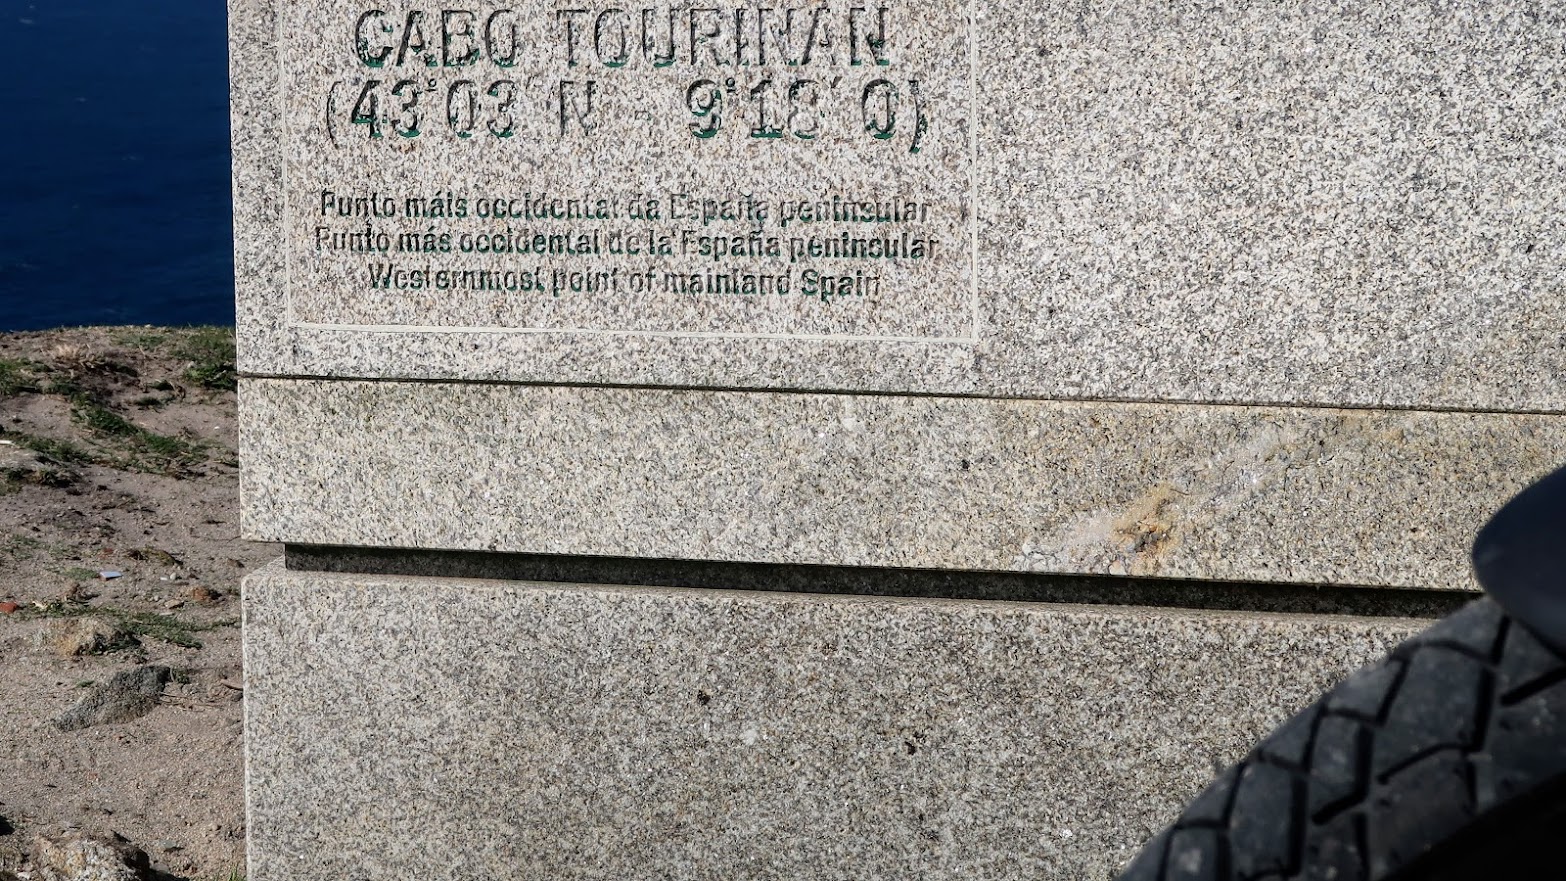 CABO TOURIÑÁN
(43°03´N - 9°18´O)
Punto máis occidental da España peninsular
Punto más occidental de la España peninsular
Westernmost point of mainland Spain